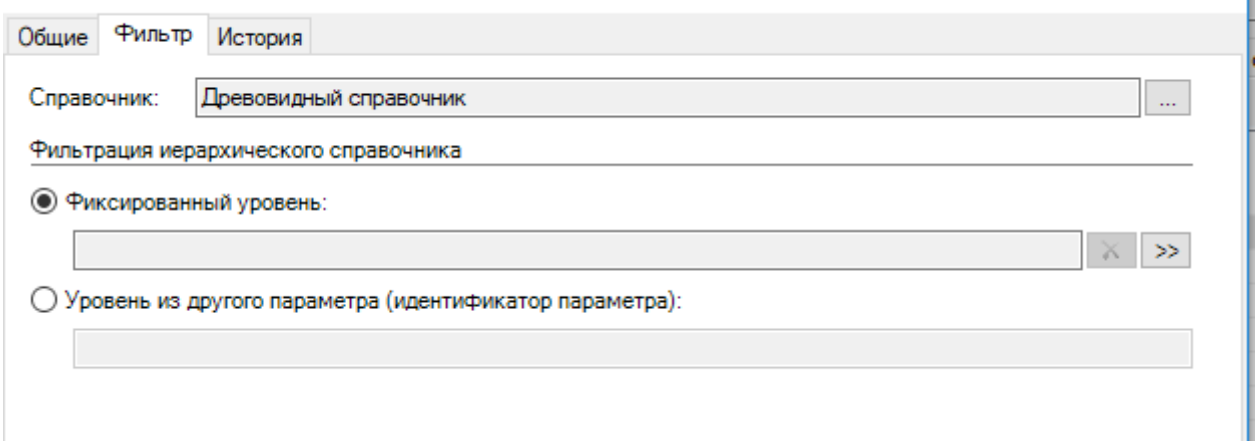 Общие Фильтр История
Справочник: Древовидный справочник ...
Фильтрация иерархического справочника
Фиксированный уровень:
>>
Уровень из другого параметра (идентификатор параметра):